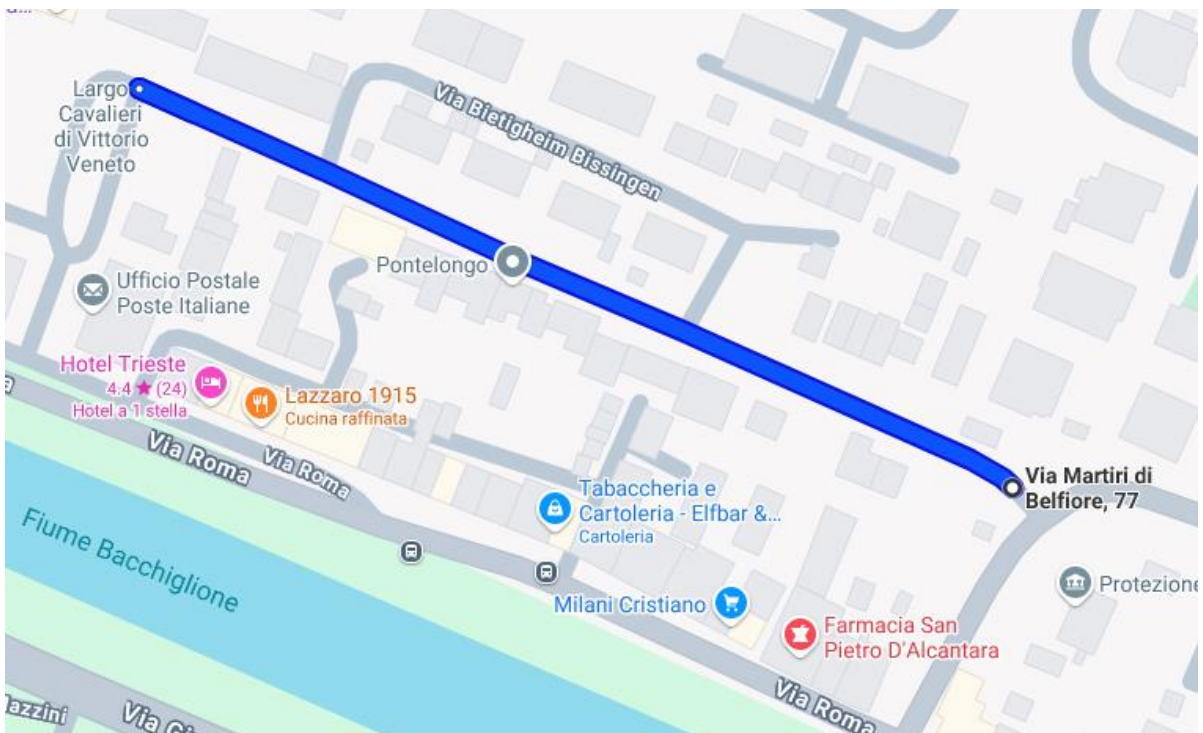 Largo
Cavalieri
di Vittorio
Veneto
Via Bietigheim Bissingen
Pontelongo
Ufficio Postale
Poste Italiane
Hotel Trieste
4.4 ★ (24)
Hotel a 1 stella
Lazzaro 1915
Cucina raffinata
Via Roma
Via Roma
Via Martiri di
Belfiore, 77
Tabaccheria e
Cartoleria - Elfbar &...
Cartoleria
Fiume Bacchiglione
Milani Cristiano
Protezione
Farmacia San
Pietro D'Alcantara
Via Roma